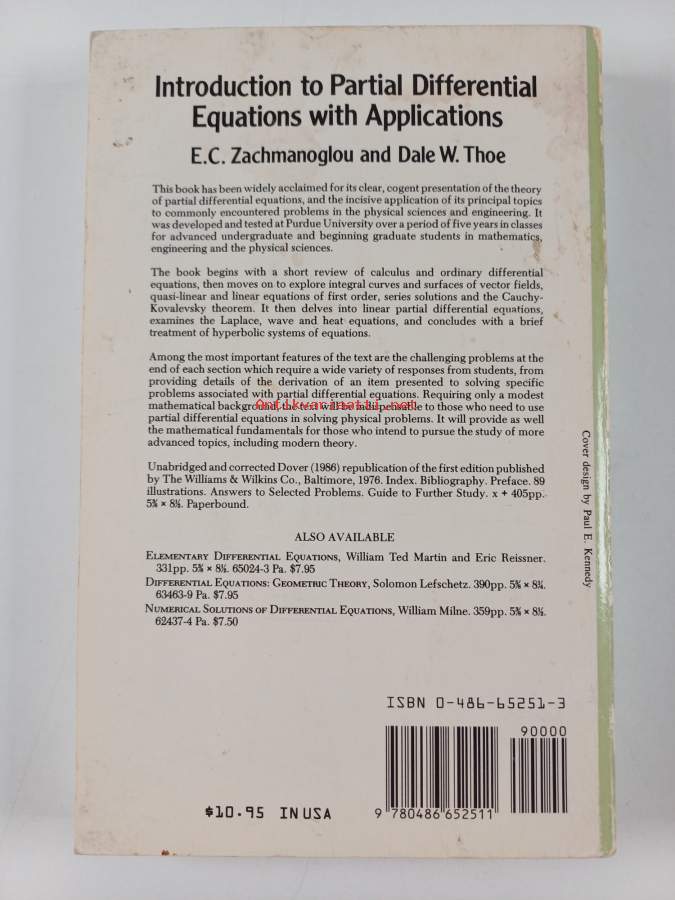 Introduction to Partial Differential
Equations with Applications
E.C. Zachmanoglou and Dale W. Thoe
This book has been widely acclaimed for its clear, cogent presentation of the theory
of partial differential equations, and the incisive application of its principal topics
to commonly encountered problems in the physical sciences and engineering. It
was developed and tested at Purdue University over a period of five years in classes
for advanced undergraduate and beginning graduate students in mathematics,
engineering and the physical sciences.
The book begins with a short review of calculus and ordinary differential
equations, then moves on to explore integral curves and surfaces of vector fields,
quasi-linear and linear equations of first order, series solutions and the Cauchy-
Kovalevsky theorem. It then delves into linear partial differential equations,
examines the Laplace, wave and heat equations, and concludes with a brief
treatment of hyperbolic systems of equations.
Among the most important features of the text are the challenging problems at the
end of each section which require a wide variety of responses from students, from
providing details of the derivation of an item presented to solving specific
problems associated with partial differential equations. Requiring only a modest
mathematical background, the text will be indispensable to those who need to use
Antikvariaatti.net
partial differential equations in solving physical problems. It will provide as well
the mathematical fundamentals for those who intend to pursue the study of more
advanced topics, including modern theory.
Unabridged and corrected Dover (1986) republication of the first edition published
by The Williams & Wilkins Co., Baltimore, 1976. Index. Bibliography. Preface. 89
illustrations. Answers to Selected Problems. Guide to Further Study. x + 405pp.
5⅜ × 8½. Paperbound.
ALSO AVAILABLE
ELEMENTARY DIFFERENTIAL EQUATIONS, William Ted Martin and Eric Reissner.
331pp. 5⅜ × 8½. 65024-3 Pa. $7.95
DIFFERENTIAL EQUATIONS: GEOMETRIC THEORY, Solomon Lefschetz. 390pp. 5⅜ × 8½.
63463-9 Pa. $7.95
NUMERICAL SOLUTIONS OF DIFFERENTIAL EQUATIONS, William Milne. 359pp. 5⅜ × 8½.
62437-4 Pa. $7.50
Cover design by Paul E. Kennedy
ISBN 0-486-65251-3
90000
9 780486 652511
$10.95 IN USA